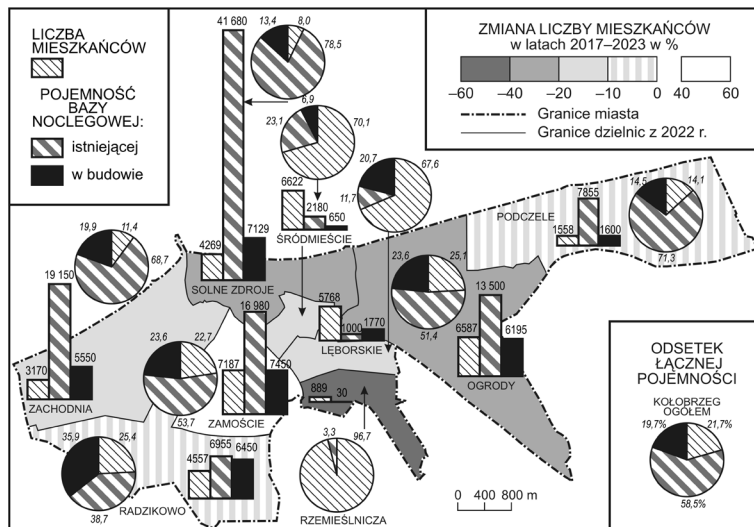 LICZBA
MIESZKAŃCÓW
POJEMNOŚĆ
BAZY
NOCLEGOWEJ:
istniejącej
w budowie
ZMIANA LICZBY MIESZKAŃCÓW
w latach 2017–2023 w %
–60 –40 –20 –10 0 40 60
Granice miasta
Granice dzielnic z 2022 r.
41 680
4269
7129
SOLNE ZDROJE
13,4
8,0
78,5
6,9
23,1
70,1
6622
2180
650
ŚRÓDMIEŚCIE
20,7
11,7
67,6
5768
1000
1770
LĘBORSKIE
PODCZELE
1558
7855
1600
14,5
14,1
71,3
19,9
11,4
68,7
19 150
3170
5550
ZACHODNIA
23,6
22,7
53,7
16 980
7187
7450
ZAMOŚCIE
23,6
25,1
51,4
13 500
6587
6195
OGRODY
889
30
3,3
96,7
RZEMIEŚLNICZA
35,9
25,4
38,7
4557
6955
6450
RADZIKOWO
0 400 800 m
ODSETEK
ŁĄCZNEJ
POJEMNOŚCI
KOŁOBRZEG
OGÓŁEM
19,7%
21,7%
58,5%